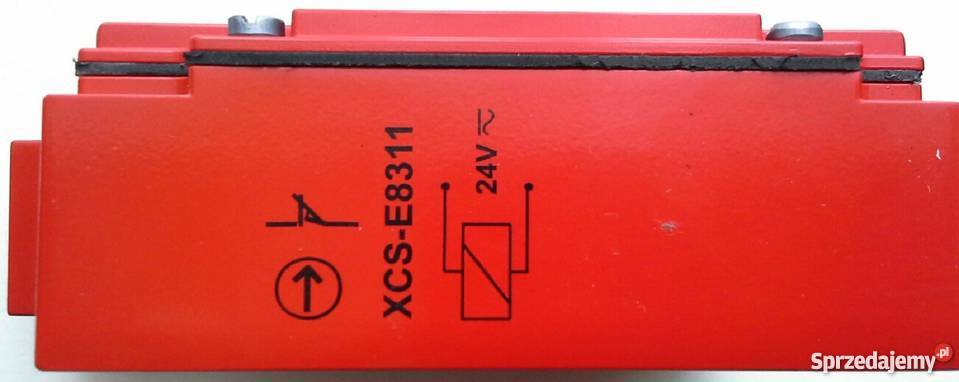 XCS-E8311
24V ⎓~
Sprzedajemy.pl